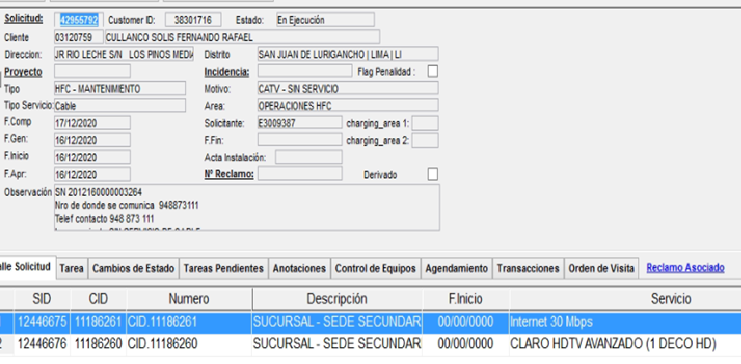 Solicitud: 42955792 Customer ID: 38301716 Estado: En Ejecución
Cliente 03120759 CULLANCO SOLIS FERNANDO RAFAEL
Direccion: JR RIO LECHE S/N LOS PINOS MEDI Distrito SAN JUAN DE LURIGANCHO | LIMA | LI
Proyecto Incidencia: Flag Penalidad :
Tipo HFC - MANTENIMIENTO Motivo: CATV - SIN SERVICIO
Tipo Servicio: Cable Area: OPERACIONES HFC
F.Comp 17/12/2020 Solicitante: E3009387 charging_area 1:
F.Gen: 16/12/2020 F.Fin: charging_area 2:
F.Inicio 16/12/2020 Acta Instalación:
F.Apr: 16/12/2020 Nº Reclamo: Derivado
Observación SN 20121600000003264
Nro de donde se comunica 948873111
Telef contacto 948 873 111
alle Solicitud Tarea Cambios de Estado Tareas Pendientes Anotaciones Control de Equipos Agendamiento Transacciones Orden de Visita Reclamo Asociado
SID CID Numero Descripción F.Inicio Servicio
12446675 11186261 CID..11186261 SUCURSAL - SEDE SECUNDAR 00/00/0000 Internet 30 Mbps
2 12446676 11186260 CID..11186260 SUCURSAL - SEDE SECUNDAR 00/00/0000 CLARO HDTV AVANZADO (1 DECO HD)